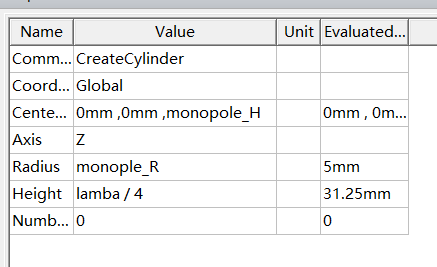 Name Value Unit Evaluated...
Comm... CreateCylinder
Coord... Global
Cente... 0mm ,0mm ,monopole_H 0mm , 0m...
Axis Z
Radius monople_R 5mm
Height lamba / 4 31.25mm
Numb... 0 0